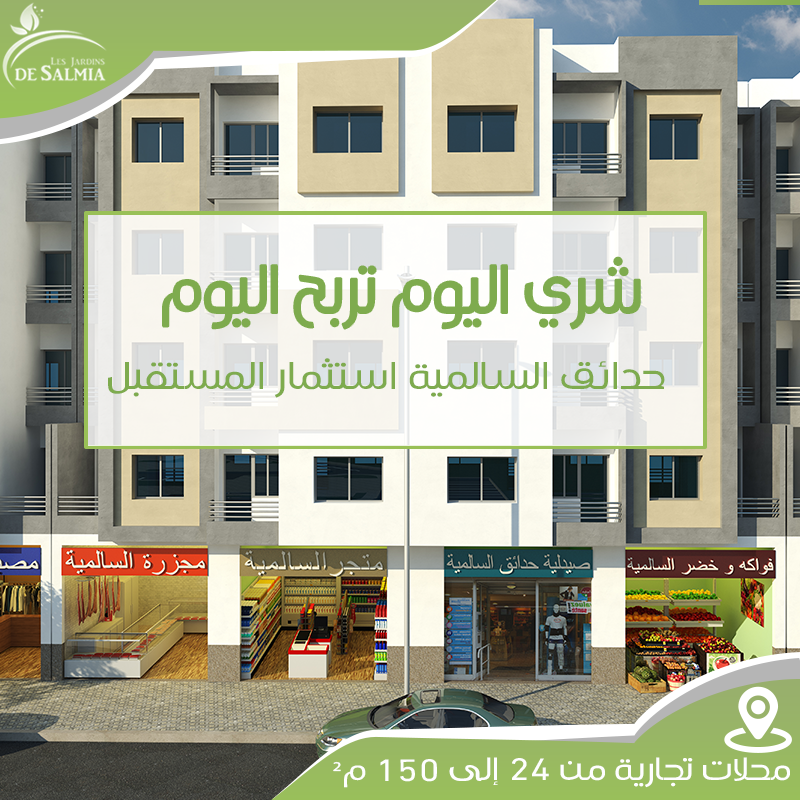 Les Jardins
DE SALMIA
شري اليوم تربح اليوم
حدائق السالمية استثمار المستقبل
مجزرة السالمية
متجر السالمية
صيدلية حدائق السالمية
فواكه و خضر السالمية
محلات تجارية من 24 إلى 150 م²